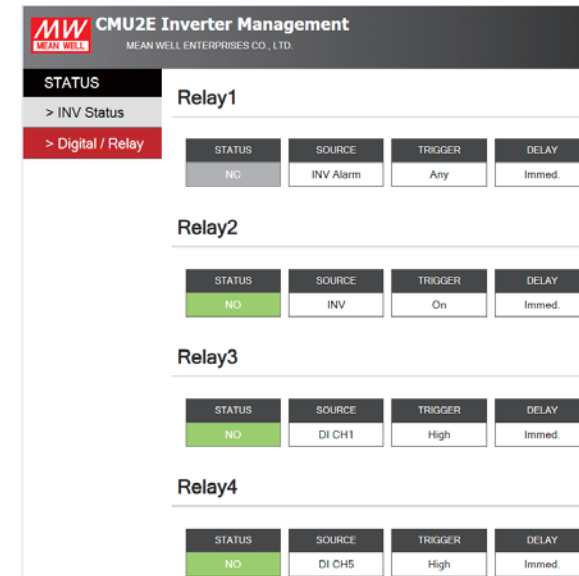 MW CMU2E Inverter Management
MEAN WELL MEAN WELL ENTERPRISES CO., LTD.
STATUS
> INV Status
> Digital / Relay
Relay1
STATUS SOURCE TRIGGER DELAY
NC INV Alarm Any Immed.
Relay2
STATUS SOURCE TRIGGER DELAY
NO INV On Immed.
Relay3
STATUS SOURCE TRIGGER DELAY
NO DI CH1 High Immed.
Relay4
STATUS SOURCE TRIGGER DELAY
NO DI CH5 High Immed.